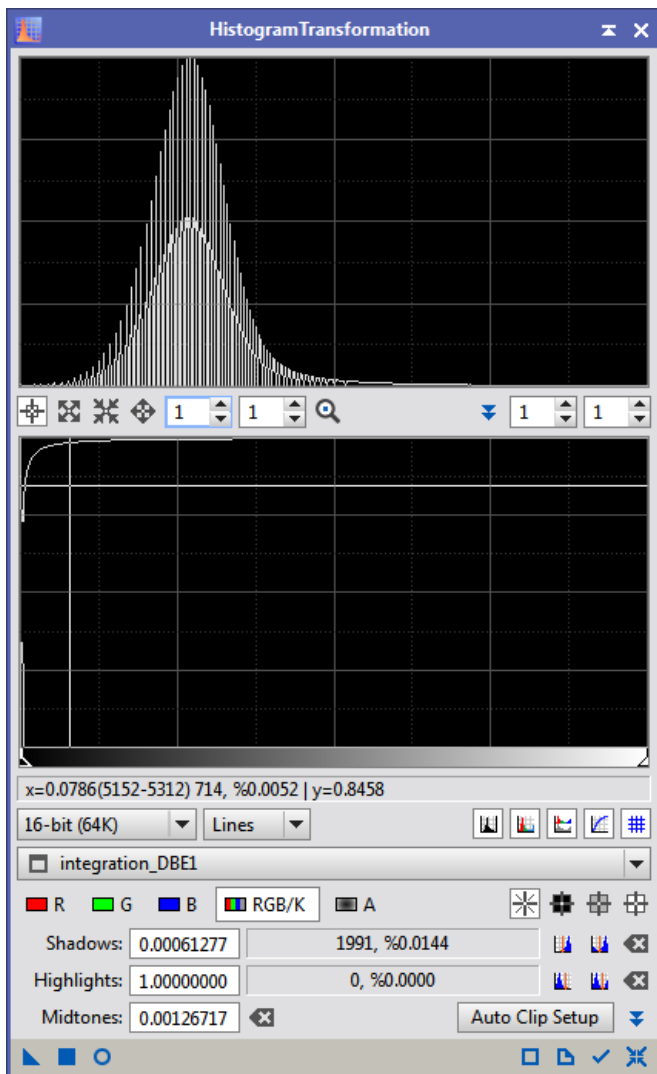 HistogramTransformation
1 1 1 1
x=0.0786(5152-5312) 714, %0.0052 | y=0.8458
16-bit (64K) Lines
integration_DBE1
R G B RGB/K A
Shadows: 0.00061277 1991, %0.0144
Highlights: 1.00000000 0, %0.0000
Midtones: 0.00126717 Auto Clip Setup